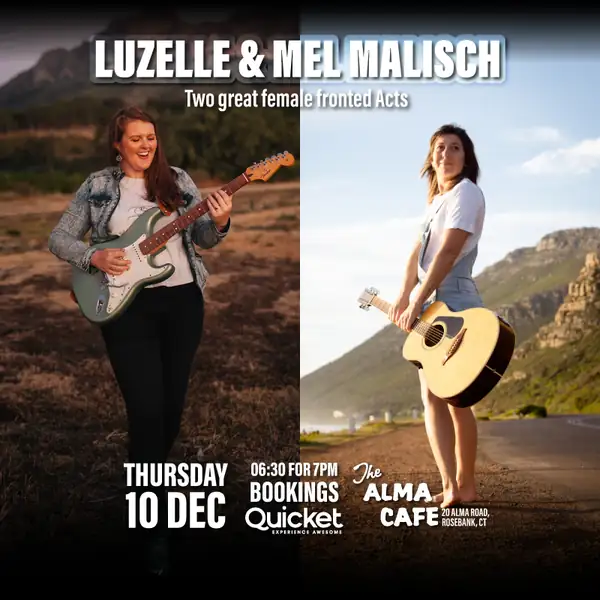 LUZELLE & MEL MALISCH
Two great female fronted Acts
THURSDAY
10 DEC
06:30 FOR 7PM
BOOKINGS
Quicket
EXPERIENCE AWESOME
The
ALMA
CAFE
20 ALMA ROAD,
ROSEBANK, CT